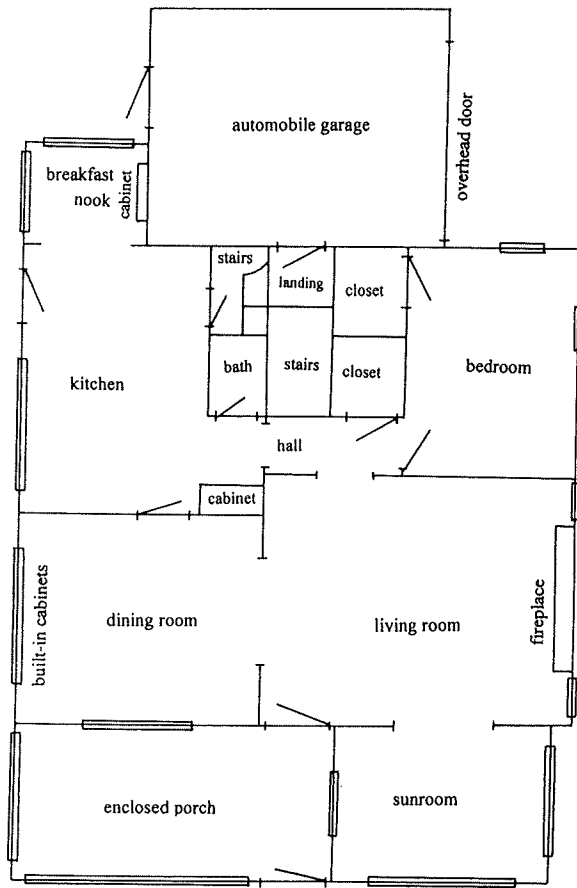 automobile garage
overhead door
breakfast
nook
cabinet
stairs
landing
closet
kitchen
bath
stairs
closet
bedroom
hall
cabinet
built-in cabinets
dining room
living room
fireplace
enclosed porch
sunroom